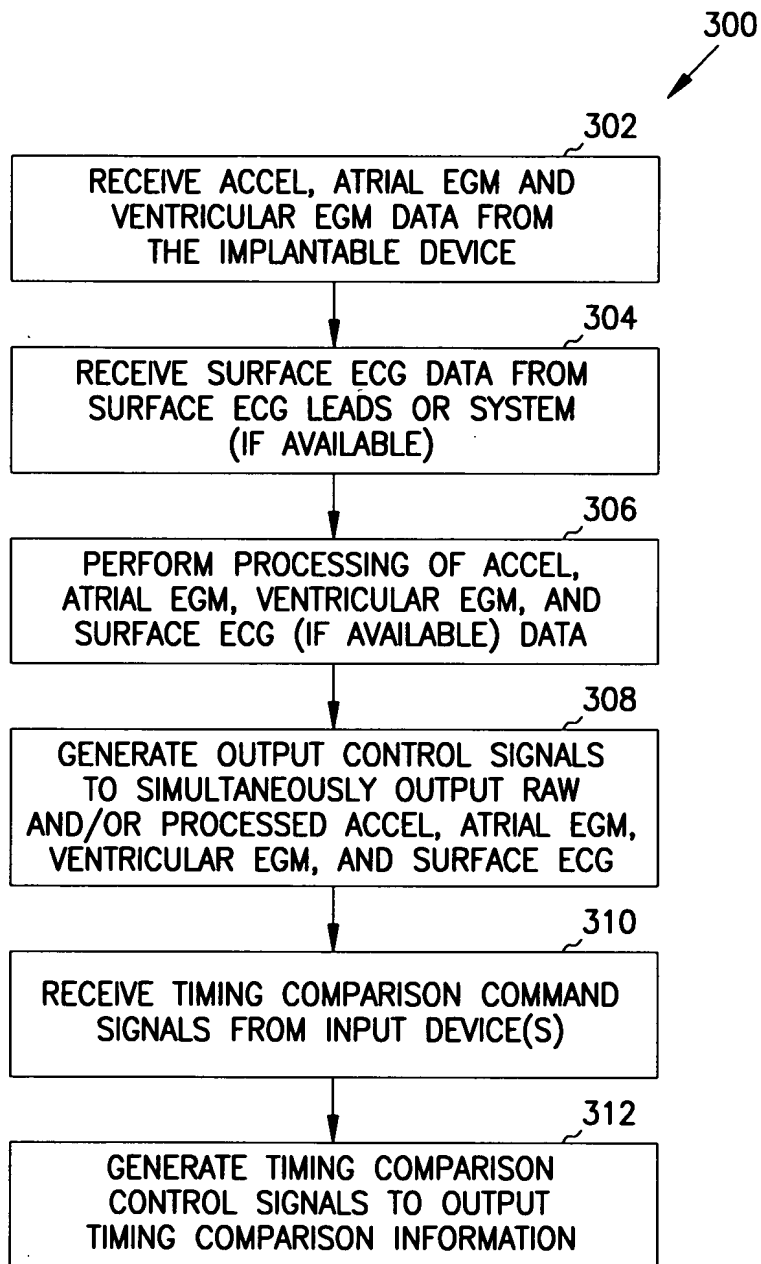 300
302
RECEIVE ACCEL, ATRIAL EGM AND
VENTRICULAR EGM DATA FROM
THE IMPLANTABLE DEVICE
304
RECEIVE SURFACE ECG DATA FROM
SURFACE ECG LEADS OR SYSTEM
(IF AVAILABLE)
306
PERFORM PROCESSING OF ACCEL,
ATRIAL EGM, VENTRICULAR EGM, AND
SURFACE ECG (IF AVAILABLE) DATA
308
GENERATE OUTPUT CONTROL SIGNALS
TO SIMULTANEOUSLY OUTPUT RAW
AND/OR PROCESSED ACCEL, ATRIAL EGM,
VENTRICULAR EGM, AND SURFACE ECG
310
RECEIVE TIMING COMPARISON COMMAND
SIGNALS FROM INPUT DEVICE(S)
312
GENERATE TIMING COMPARISON
CONTROL SIGNALS TO OUTPUT
TIMING COMPARISON INFORMATION